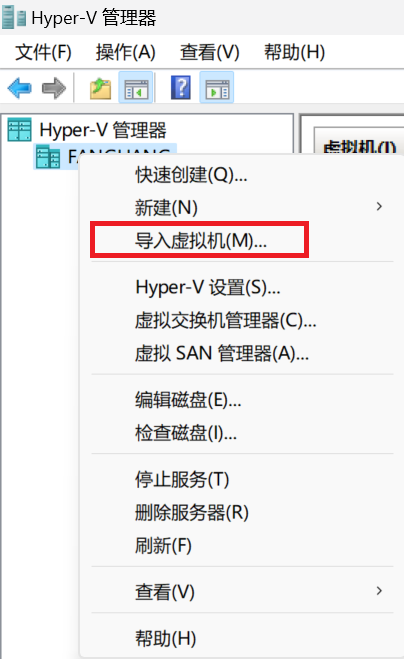 Hyper-V 管理器
文件(F) 操作(A) 查看(V) 帮助(H)
Hyper-V 管理器
虚拟机(I)
快速创建(Q)...
新建(N)
导入虚拟机(M)...
Hyper-V 设置(S)...
虚拟交换机管理器(C)...
虚拟 SAN 管理器(A)...
编辑磁盘(E)...
检查磁盘(I)...
停止服务(T)
删除服务器(R)
刷新(F)
查看(V)
帮助(H)